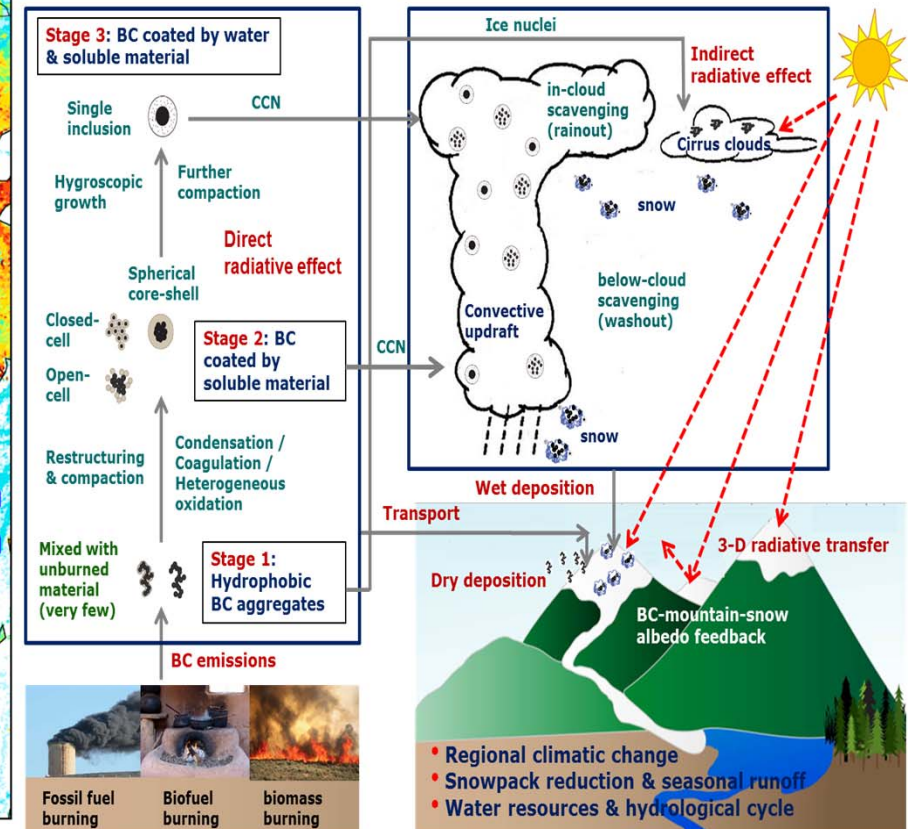 Stage 3: BC coated by water
& soluble material
Single
inclusion
CCN
Hygroscopic
growth
Further
compaction
Direct
radiative effect
Spherical
core-shell
Closed-
cell
Open-
cell
Stage 2: BC
coated by
soluble material
CCN
Restructuring
& compaction
Condensation /
Coagulation /
Heterogeneous
oxidation
Mixed with
unburned
material
(very few)
Stage 1:
Hydrophobic
BC aggregates
BC emissions
Fossil fuel
burning
Biofuel
burning
biomass
burning
Ice nuclei
Indirect
radiative effect
in-cloud
scavenging
(rainout)
Cirrus clouds
snow
below-cloud
scavenging
(washout)
Convective
updraft
snow
Wet deposition
Transport
Dry deposition
3-D radiative transfer
BC-mountain-snow
albedo feedback
• Regional climatic change
• Snowpack reduction & seasonal runoff
• Water resources & hydrological cycle